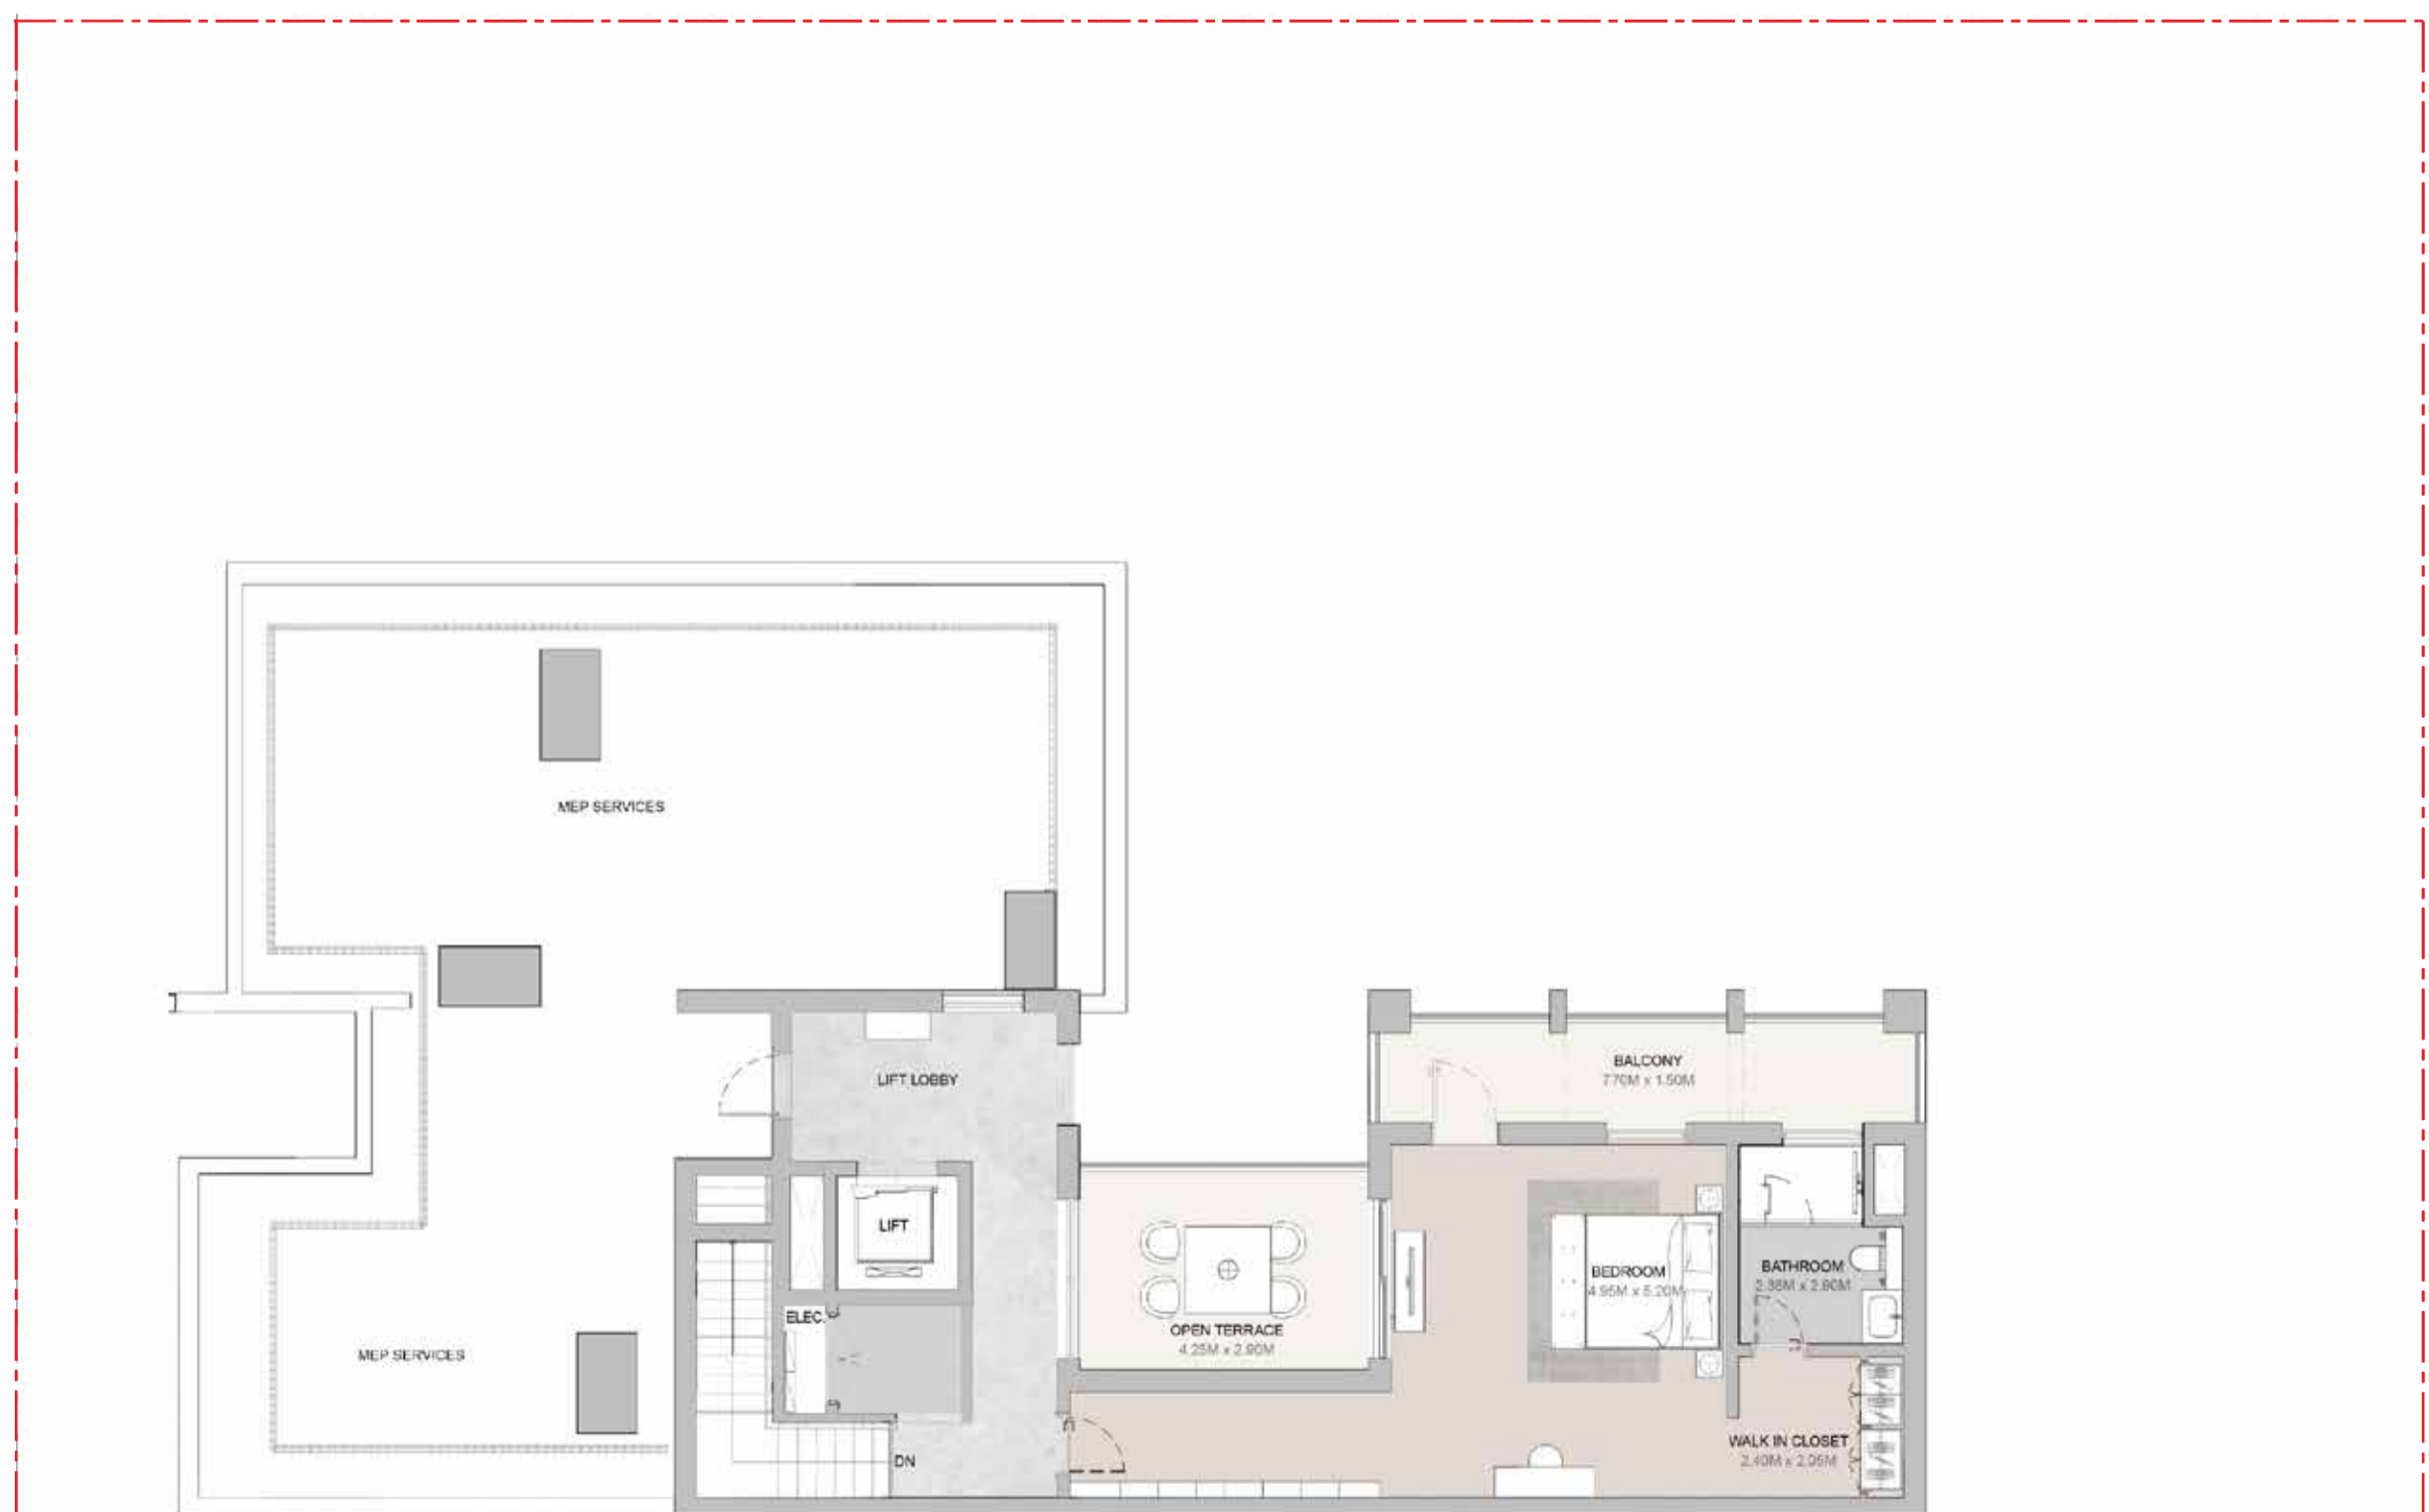 MEP SERVICES
LIFT LOBBY
BALCONY
7.70M x 1.50M
LIFT
ELEC.
OPEN TERRACE
4.25M x 2.90M
BEDROOM
4.95M x 5.20M
BATHROOM
MEP SERVICES
DN
WALK IN CLOSET
2.40M x 2.05M